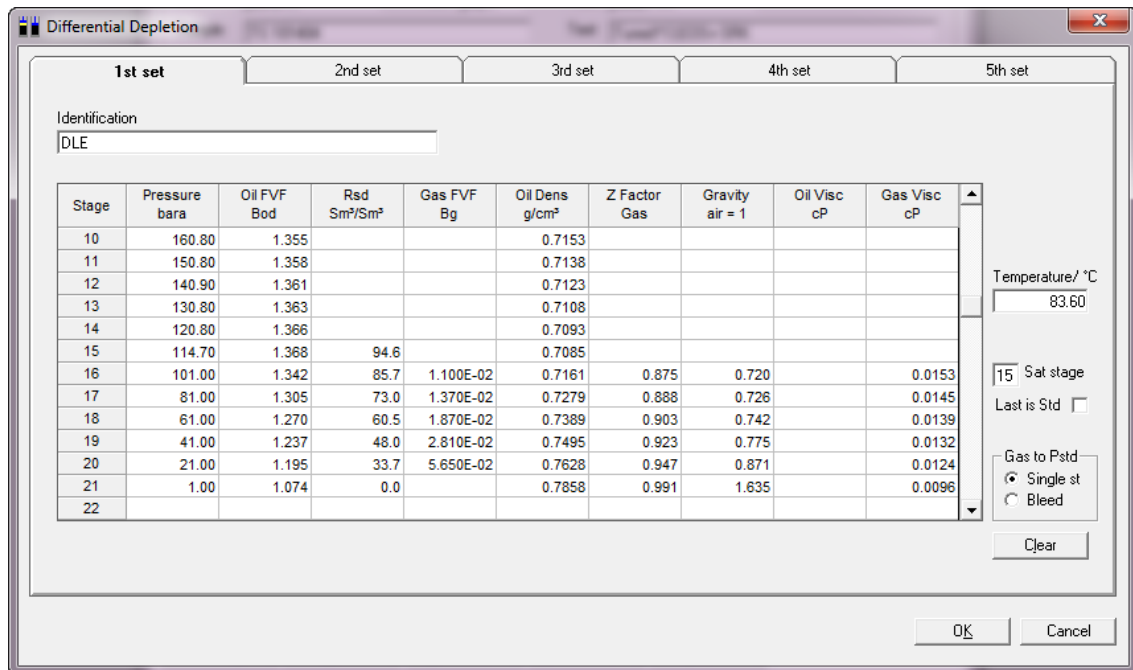 Differential Depletion
1st set 2nd set 3rd set 4th set 5th set
Identification
DLE
Stage Pressure bara Oil FVF Bod Rsd Sm³/Sm³ Gas FVF Bg Oil Dens g/cm³ Z Factor Gas Gravity air = 1 Oil Visc cP Gas Visc cP
10 160.80 1.355 0.7153
11 150.80 1.358 0.7138
12 140.90 1.361 0.7123
13 130.80 1.363 0.7108
14 120.80 1.366 0.7093
15 114.70 1.368 94.6 0.7085
16 101.00 1.342 85.7 1.100E-02 0.7161 0.875 0.720 0.0153
17 81.00 1.305 73.0 1.370E-02 0.7279 0.888 0.726 0.0145
18 61.00 1.270 60.5 1.870E-02 0.7389 0.903 0.742 0.0139
19 41.00 1.237 48.0 2.810E-02 0.7495 0.923 0.775 0.0132
20 21.00 1.195 33.7 5.650E-02 0.7628 0.947 0.871 0.0124
21 1.00 1.074 0.0 0.7858 0.991 1.635 0.0096
22
Temperature/ °C
83.60
15 Sat stage
Last is Std
Gas to Pstd
Single st
Bleed
Clear
OK Cancel